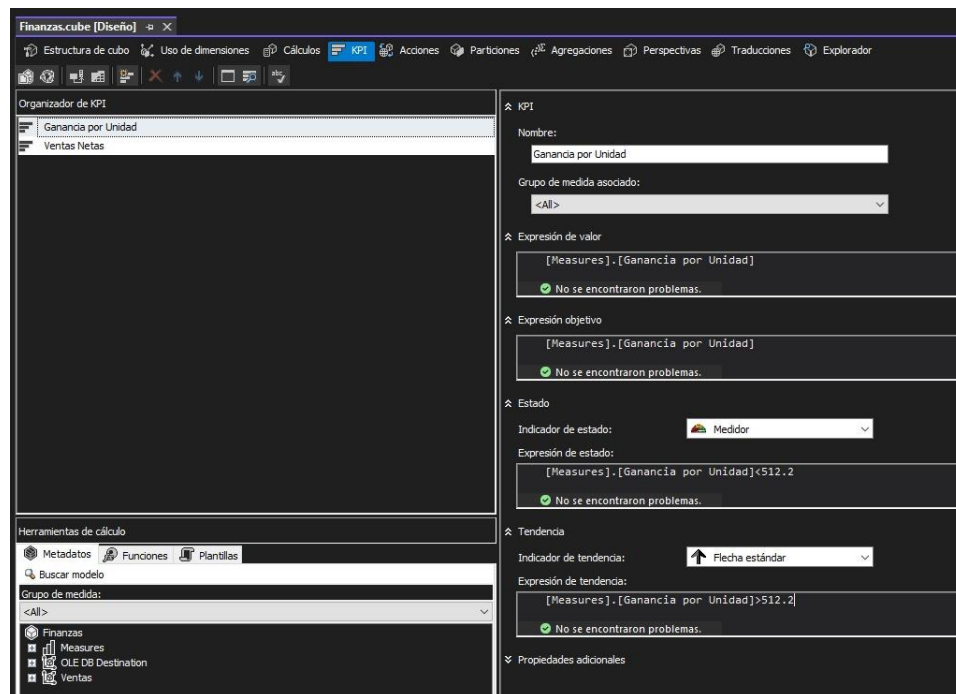 Finanzas.cube [Diseño]
Estructura de cubo Uso de dimensiones Cálculos KPI Acciones Particiones Agregaciones Perspectivas Traducciones Explorador
Organizador de KPI
Ganancia por Unidad
Ventas Netas
KPI
Nombre:
Ganancia por Unidad
Grupo de medida asociado:
<All>
Expresión de valor
[Measures].[Ganancia por Unidad]
No se encontraron problemas.
Expresión objetivo
[Measures].[Ganancia por Unidad]
No se encontraron problemas.
Estado
Indicador de estado: Medidor
Expresión de estado:
[Measures].[Ganancia por Unidad]<512.2
No se encontraron problemas.
Tendencia
Indicador de tendencia: Flecha estándar
Expresión de tendencia:
[Measures].[Ganancia por Unidad]>512.2
No se encontraron problemas.
Propiedades adicionales
Herramientas de cálculo
Metadatos Funciones Plantillas
Buscar modelo
Grupo de medida:
<All>
Finanzas
Measures
OLE DB Destination
Ventas